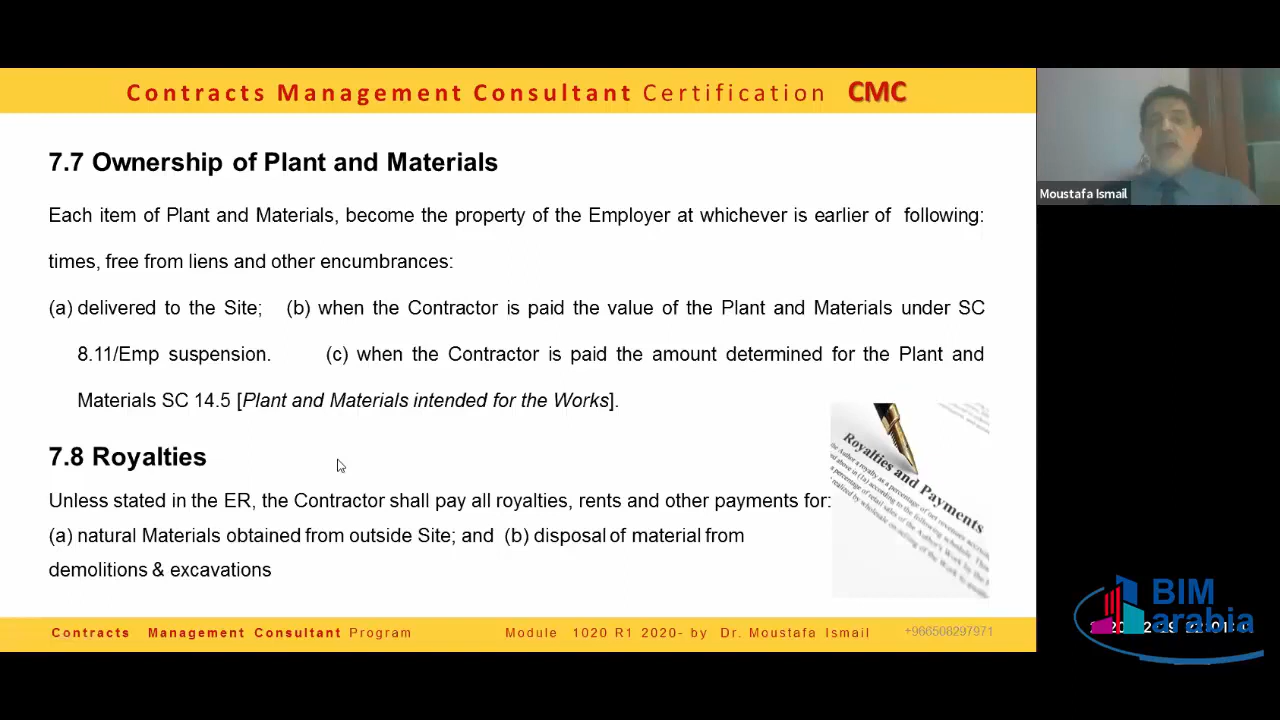 Contracts Management Consultant Certification CMC
7.7 Ownership of Plant and Materials
Each item of Plant and Materials, become the property of the Employer at whichever is earlier of following:
times, free from liens and other encumbrances:
(a) delivered to the Site; (b) when the Contractor is paid the value of the Plant and Materials under SC
8.11/Emp suspension. (c) when the Contractor is paid the amount determined for the Plant and
Materials SC 14.5 [Plant and Materials intended for the Works].
7.8 Royalties
Unless stated in the ER, the Contractor shall pay all royalties, rents and other payments for:
(a) natural Materials obtained from outside Site; and (b) disposal of material from
demolitions & excavations
Royalties and Payments
Contracts Management Consultant Program
Module 1020 R1 2020- by Dr. Moustafa Ismail
+966508297971
Moustafa Ismail
BIM
arabia